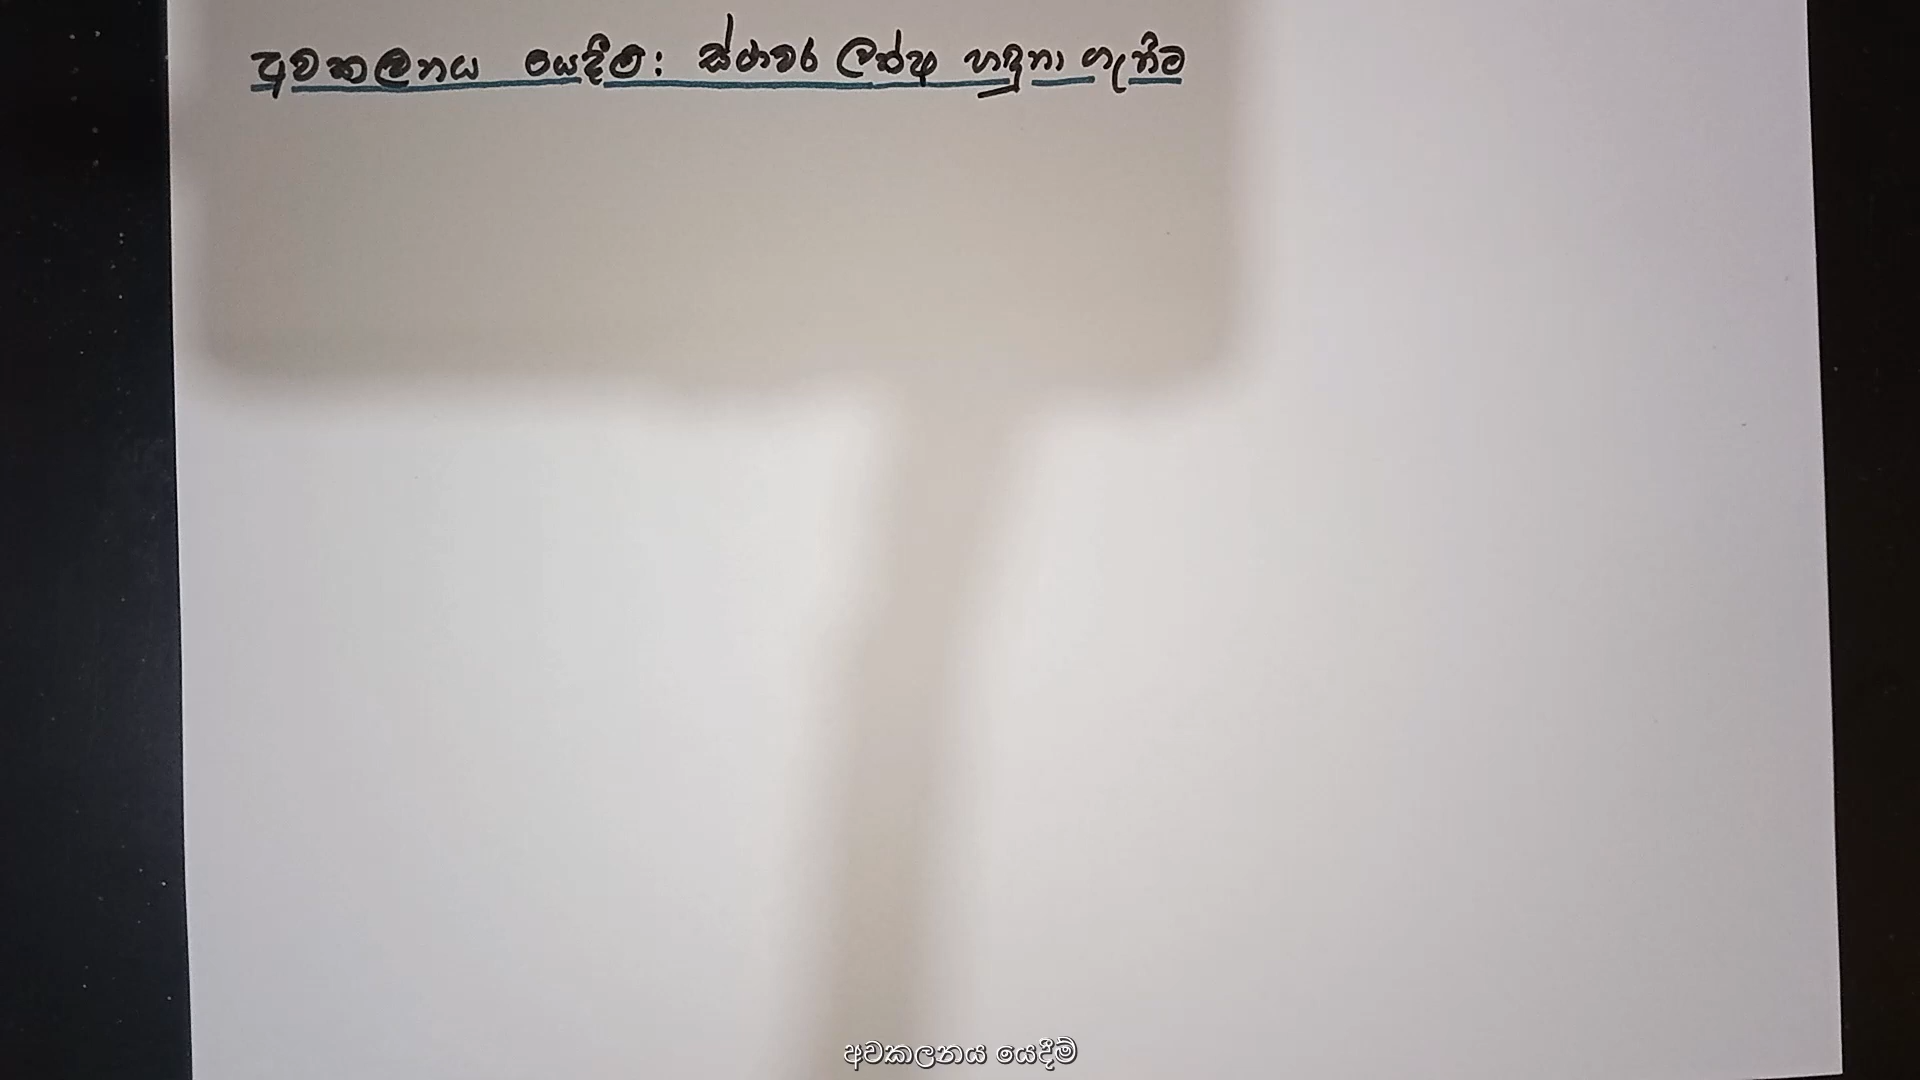 අවකලනය යෙදීම්: ස්ථාවර ලක්ෂ්‍ය හඳුනා ගැනීම
අවකලනය යෙදීම්